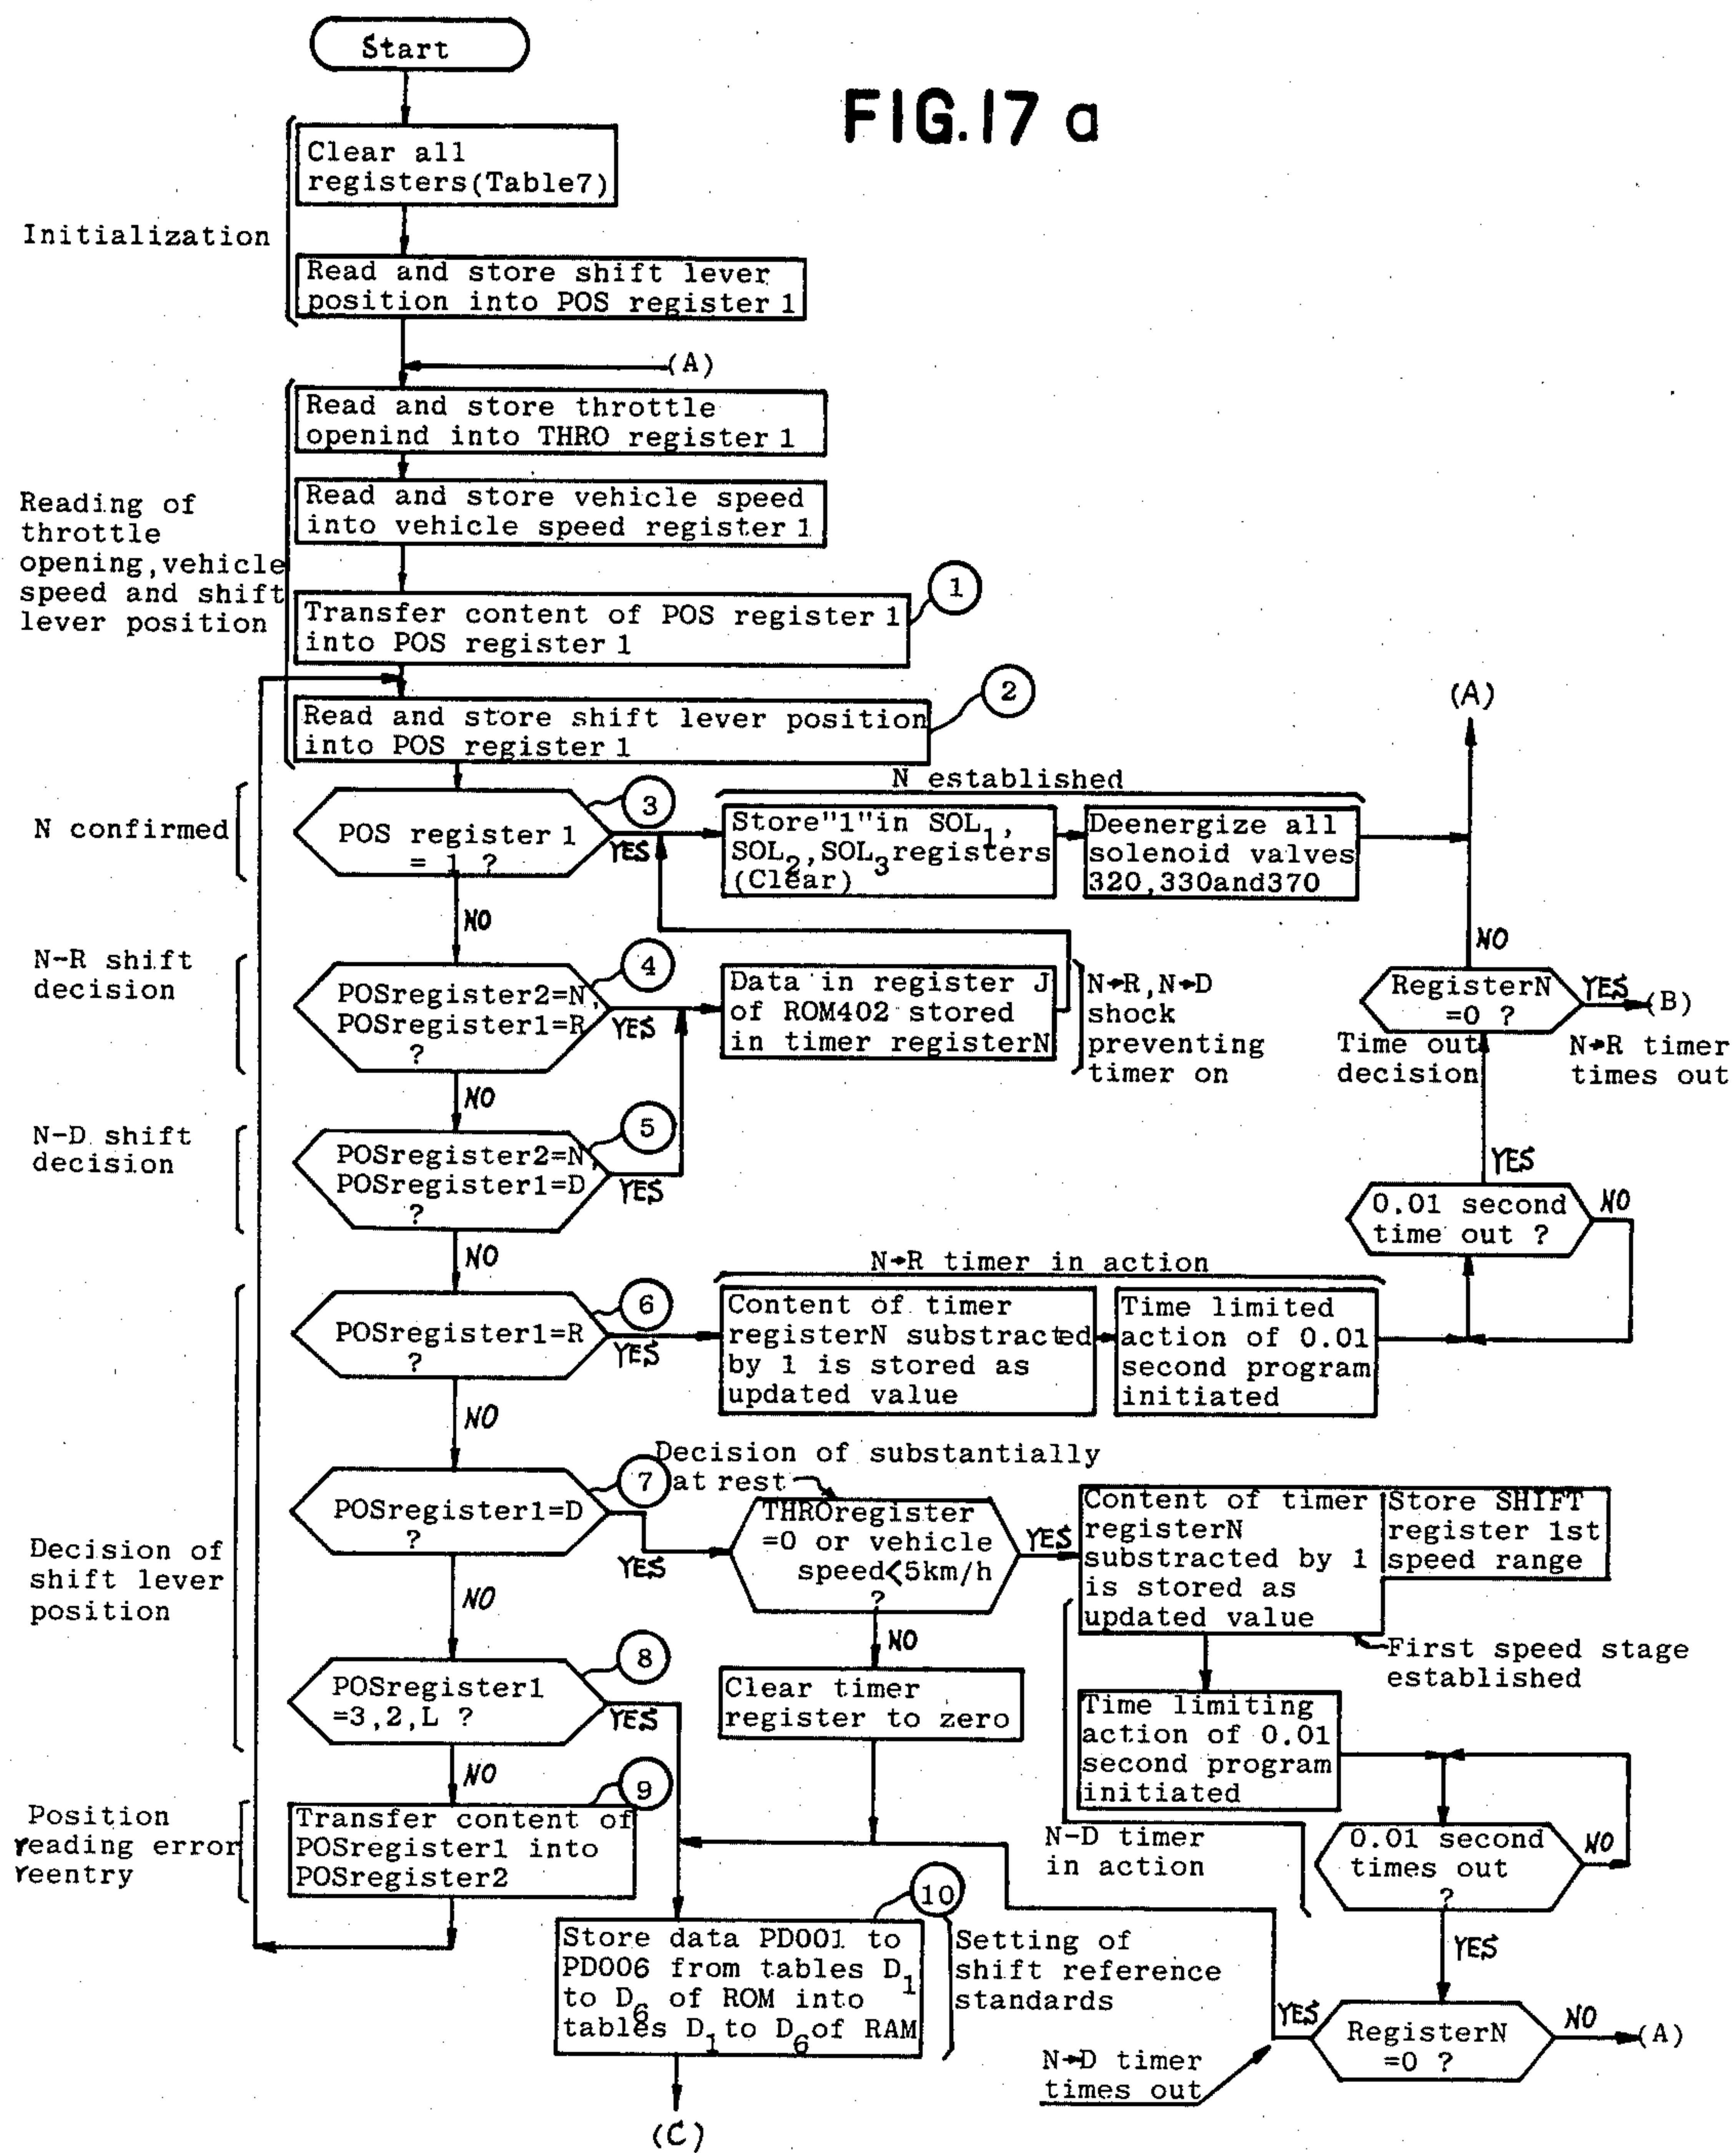 Start
FIG.17 a
Clear all
registers(Table7)
Initialization
Read and store shift lever
position into POS register 1
(A)
Read and store throttle
openind into THRO register 1
Read and store vehicle speed
into vehicle speed register 1
Reading of
throttle
opening,vehicle
speed and shift
lever position
1
Transfer content of POS register 1
into POS register 1
2
Read and store shift lever position
into POS register 1
(A)
N confirmed
3
POS register 1
= 1 ?
YES
NO
N established
Store"1"in SOL1,
SOL2,SOL3registers
(Clear)
Deenergize all
solenoid valves
320,330and370
N-R shift
decision
4
POSregister2=N,
POSregister1=R
?
YES
NO
Data in register J
of ROM402 stored
in timer registerN
N→R,N→D
shock
preventing
timer on
NO
RegisterN
=0 ?
YES
(B)
Time out
decision
N→R timer
times out
N-D shift
decision
5
POSregister2=N,
POSregister1=D
?
YES
NO
YES
0.01 second
time out ?
NO
N→R timer in action
6
POSregister1=R
?
YES
NO
Content of timer
registerN substracted
by 1 is stored as
updated value
Time limited
action of 0.01
second program
initiated
Decision of
shift lever
position
7
POSregister1=D
?
YES
NO
Decision of substantially
at rest
THROregister
=0 or vehicle
speed<5km/h
?
YES
NO
Content of timer
registerN
substracted by 1
is stored as
updated value
Store SHIFT
register 1st
speed range
First speed stage
established
8
POSregister1
=3,2,L ?
YES
NO
Clear timer
register to zero
Time limiting
action of 0.01
second program
initiated
Position
reading error
reentry
9
Transfer content of
POSregister1 into
POSregister2
N-D timer
in action
0.01 second
times out
?
NO
YES
10
Store data PD001 to
PD006 from tables D1
to D6 of ROM into
tables D1 to D6of RAM
Setting of
shift reference
standards
YES
RegisterN
=0 ?
NO
(A)
N→D timer
times out
(C)